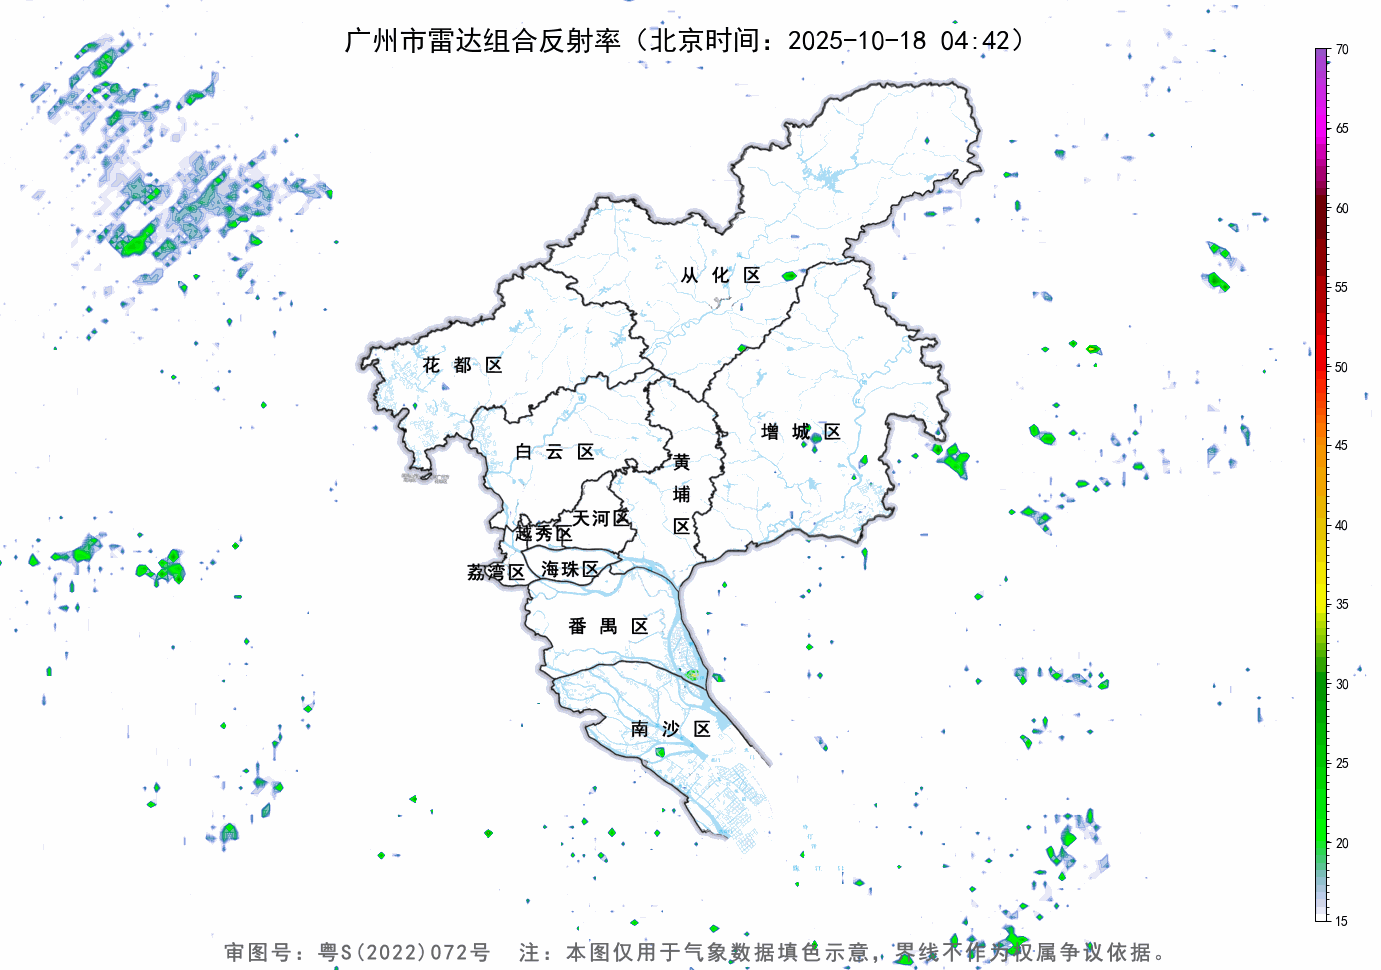 广州市雷达组合反射率（北京时间：2025-10-18 04:42）
70
65
60
55
50
45
40
35
30
25
20
15
从化区
花都区
增城区
白云区
黄埔区
天河区
越秀区
海珠区
荔湾区
番禺区
南沙区
审图号：粤S(2022)072号 注：本图仅用于气象数据填色示意，界线不作为权属争议依据。